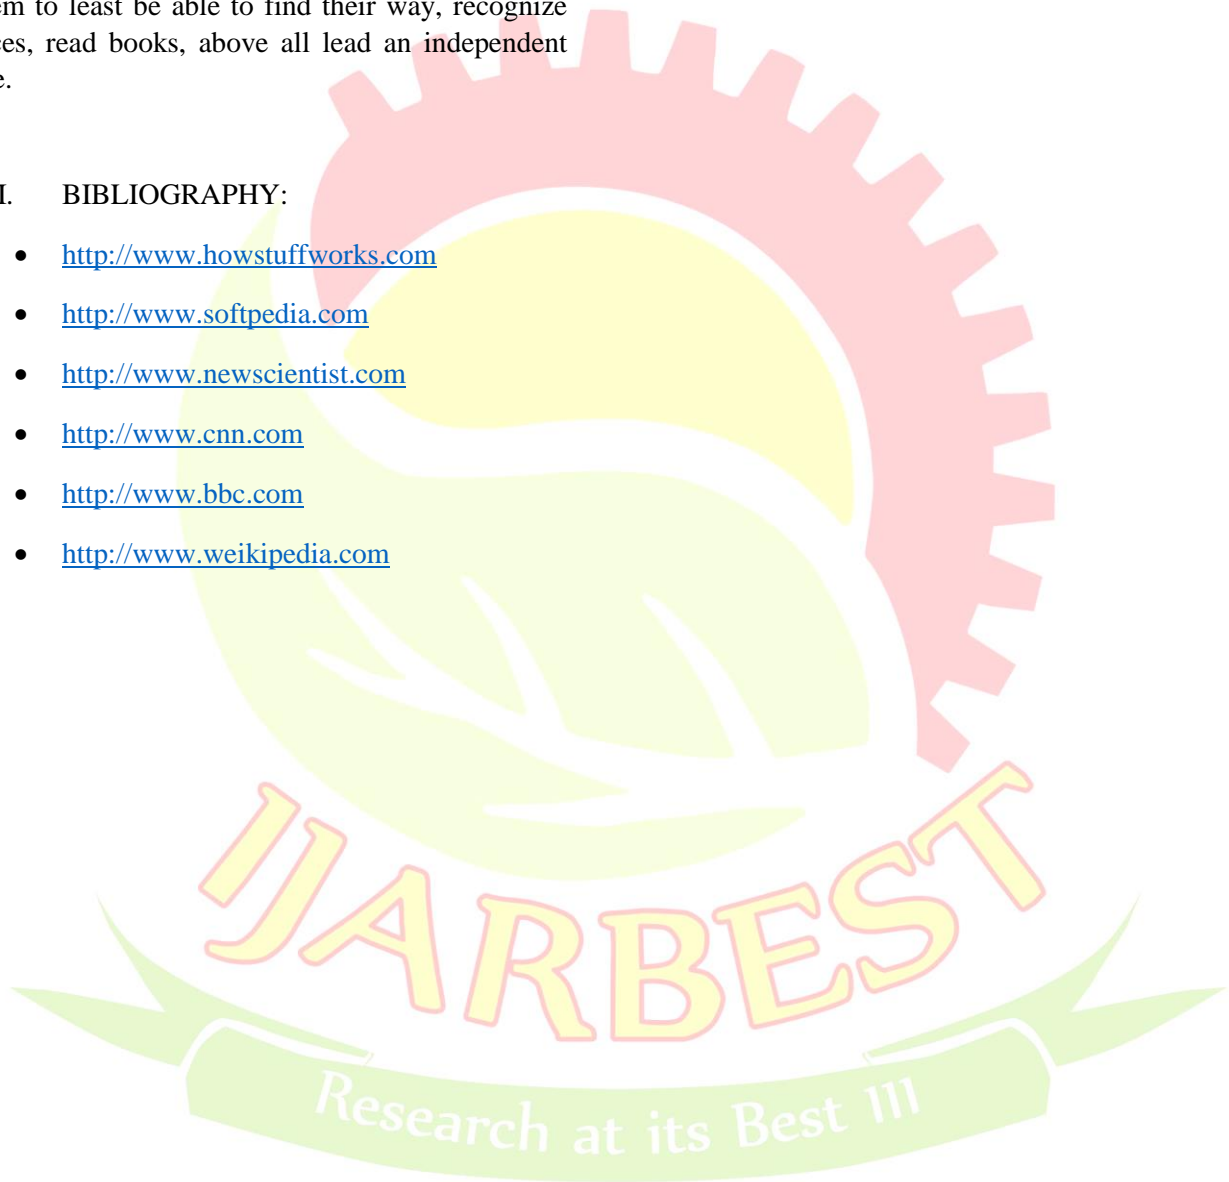 to least be able to find their way, recognize
read books, above all lead an independent
I. BIBLIOGRAPHY:
• http://www.howstuffworks.com
• http://www.softpedia.com
• http://www.newscientist.com
• http://www.cnn.com
• http://www.bbc.com
• http://www.weikipedia.com
IJARBEST
Research at its Best !!!